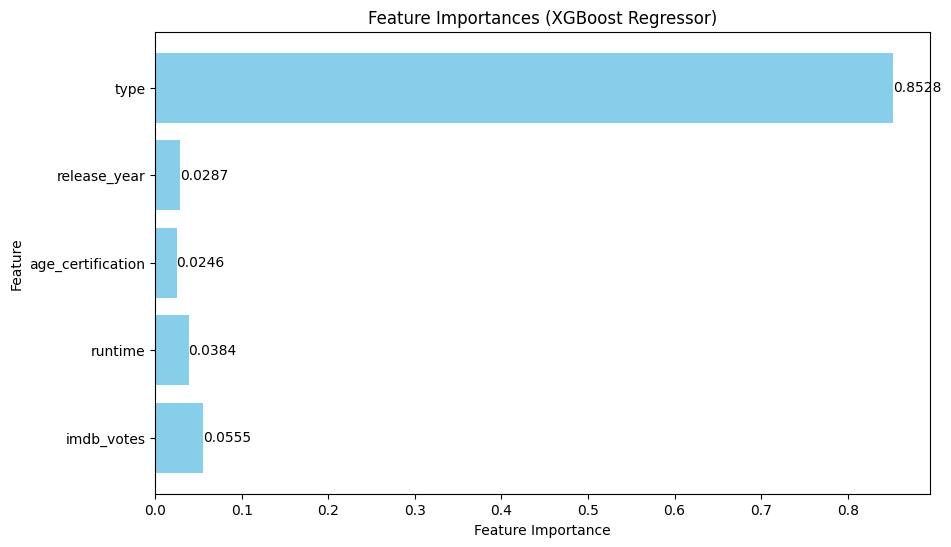 Feature Importances (XGBoost Regressor)
Feature
type
0.8528
release_year
0.0287
age_certification
0.0246
runtime
0.0384
imdb_votes
0.0555
0.0 0.1 0.2 0.3 0.4 0.5 0.6 0.7 0.8
Feature Importance